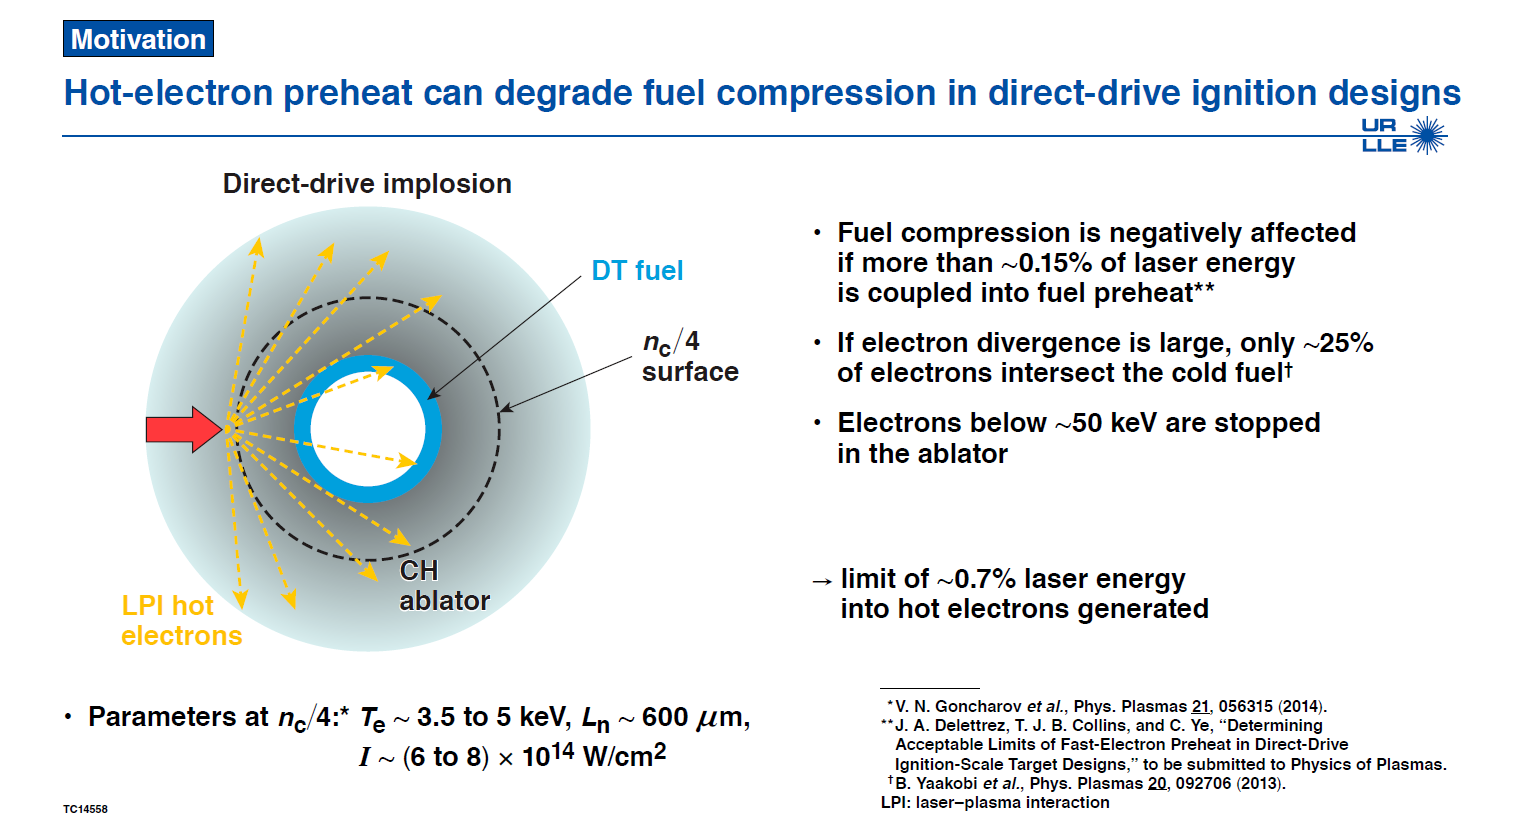 Motivation
Hot-electron preheat can degrade fuel compression in direct-drive ignition designs
UR
LLE
Direct-drive implosion
DT fuel
nc/4
surface
CH
ablator
LPI hot
electrons
• Fuel compression is negatively affected
if more than ~0.15% of laser energy
is coupled into fuel preheat**
• If electron divergence is large, only ~25%
of electrons intersect the cold fuel†
• Electrons below ~50 keV are stopped
in the ablator
→ limit of ~0.7% laser energy
into hot electrons generated
• Parameters at nc/4:* Te ~ 3.5 to 5 keV, Ln ~ 600 μm,
I ~ (6 to 8) × 10¹⁴ W/cm²
*V. N. Goncharov et al., Phys. Plasmas 21, 056315 (2014).
**J. A. Delettrez, T. J. B. Collins, and C. Ye, “Determining
Acceptable Limits of Fast-Electron Preheat in Direct-Drive
Ignition-Scale Target Designs,” to be submitted to Physics of Plasmas.
†B. Yaakobi et al., Phys. Plasmas 20, 092706 (2013).
LPI: laser–plasma interaction
TC14558